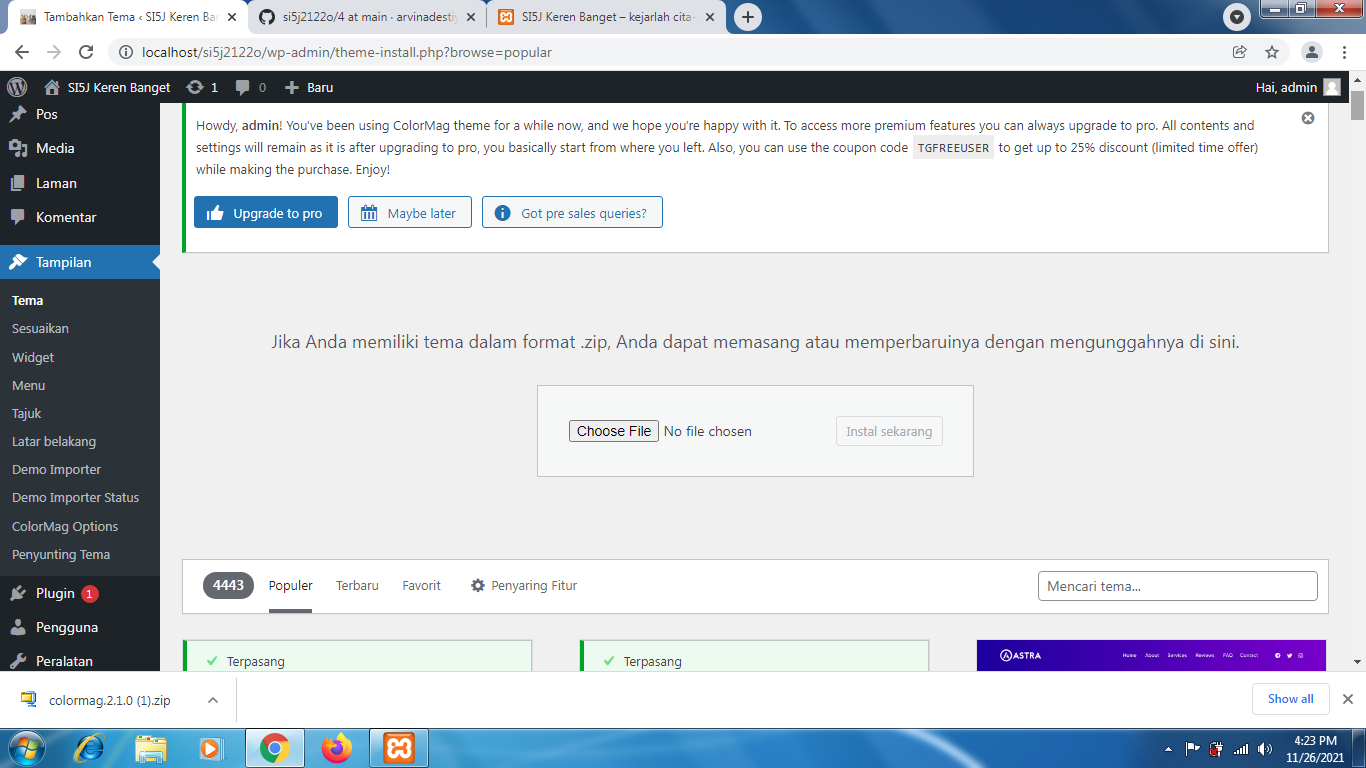 Tambahkan Tema ‹ SI5J Keren Ba
si5j2122o/4 at main · arvinadesti
SI5J Keren Banget – kejarlah cita-
localhost/si5j2122o/wp-admin/theme-install.php?browse=popular
SI5J Keren Banget
1
0
Baru
Hai, admin
Pos
Media
Laman
Komentar
Tampilan
Tema
Sesuaikan
Widget
Menu
Tajuk
Latar belakang
Demo Importer
Demo Importer Status
ColorMag Options
Penyunting Tema
Plugin 1
Pengguna
Peralatan
Howdy, admin! You've been using ColorMag theme for a while now, and we hope you're happy with it. To access more premium features you can always upgrade to pro. All contents and
settings will remain as it is after upgrading to pro, you basically start from where you left. Also, you can use the coupon code TGFREEUSER to get up to 25% discount (limited time offer)
while making the purchase. Enjoy!
Upgrade to pro
Maybe later
Got pre sales queries?
Jika Anda memiliki tema dalam format .zip, Anda dapat memasang atau memperbaruinya dengan mengunggahnya di sini.
Choose File No file chosen
Instal sekarang
4443
Populer
Terbaru
Favorit
Penyaring Fitur
Mencari tema...
Terpasang
Terpasang
ASTRA
Home About Services Reviews FAQ Contact
colormag.2.1.0 (1).zip
Show all
4:23 PM
11/26/2021